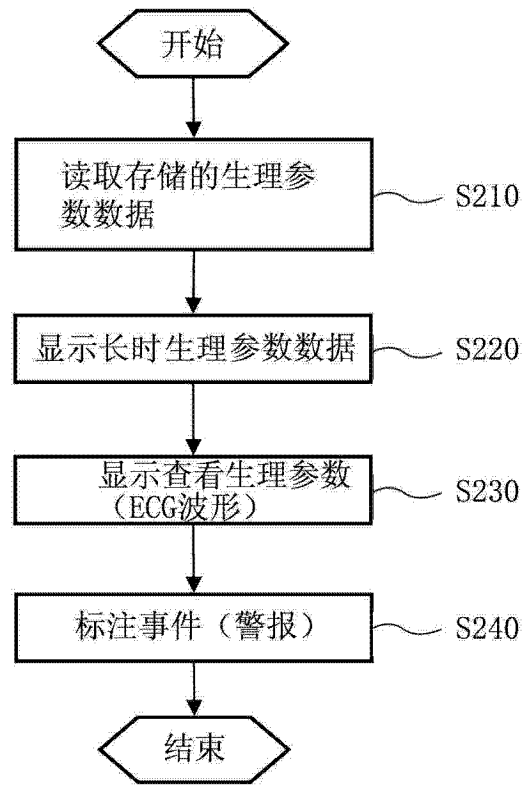 开始
读取存储的生理参
数数据
S210
显示长时生理参数数据
S220
显示查看生理参数
（ECG波形）
S230
标注事件（警报）
S240
结束